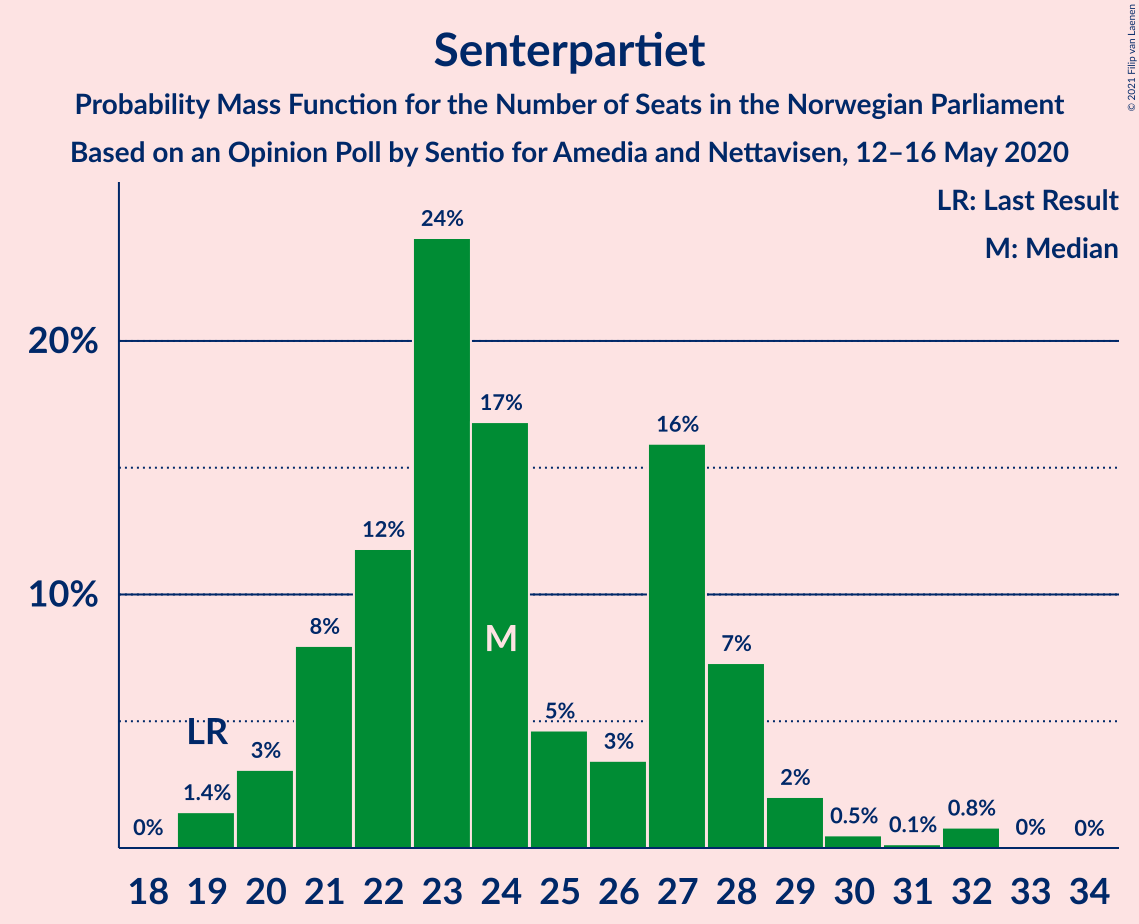 © 2021 Filip van Laenen
Senterpartiet
Probability Mass Function for the Number of Seats in the Norwegian Parliament
Based on an Opinion Poll by Sentio for Amedia and Nettavisen, 12–16 May 2020
LR: Last Result
M: Median
20%
10%
0%
1.4%
3%
8%
12%
24%
17%
5%
3%
16%
7%
2%
0.5%
0.1%
0.8%
0%
0%
LR
M
18 19 20 21 22 23 24 25 26 27 28 29 30 31 32 33 34